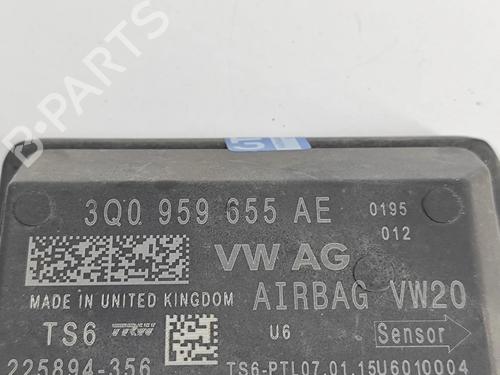 3Q0 959 655 AE 0195
012
VW AG
MADE IN UNITED KINGDOM AIRBAG VW20
TS6 TRW U6 Sensor
225894-356 TS6-PTL07.01.15U6010004
B-PARTS